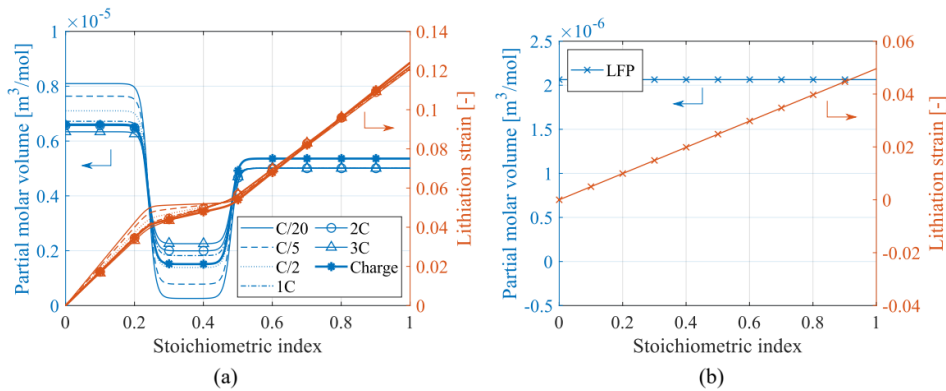 ×10^-5
Partial molar volume [m^3/mol]
1
0.8
0.6
0.4
0.2
0
0.14
0.12
0.1
0.08
0.06
0.04
0.02
0
Lithiation strain [-]
C/20
C/5
C/2
1C
2C
3C
Charge
0 0.2 0.4 0.6 0.8 1
Stoichiometric index
(a)
×10^-6
Partial molar volume [m^3/mol]
2.5
2
1.5
1
0.5
0
-0.5
LFP
0.06
0.04
0.02
0
-0.02
-0.04
Lithiation strain [-]
0 0.2 0.4 0.6 0.8 1
Stoichiometric index
(b)